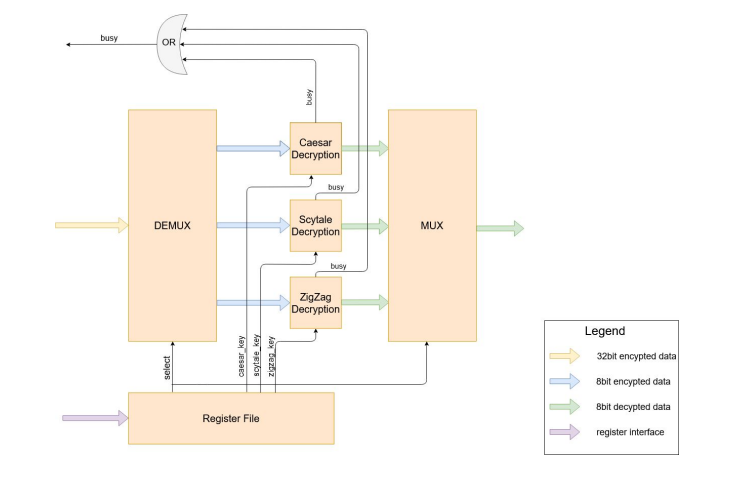 busy
OR
busy
Caesar
Decryption
busy
DEMUX
Scytale
Decryption
MUX
busy
ZigZag
Decryption
select
caesar_key
scytale_key
zigzag_key
Register File
Legend
32bit encypted data
8bit encypted data
8bit decypted data
register interface